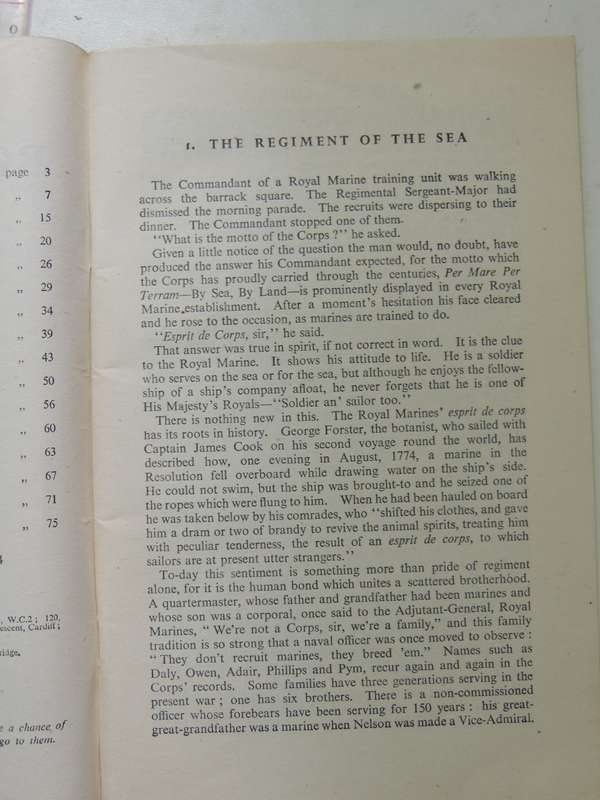 O
page 3
„ 7
„ 15
„ 20
„ 26
„ 29
„ 34
„ 39
„ 43
„ 50
„ 56
„ 60
„ 63
„ 67
„ 71
„ 75
, W.C.2 ; 120,
escent, Cardiff ;
ridge,
e a chance of
go to them.
1. THE REGIMENT OF THE SEA
The Commandant of a Royal Marine training unit was walking
across the barrack square. The Regimental Sergeant-Major had
dismissed the morning parade. The recruits were dispersing to their
dinner. The Commandant stopped one of them.
“What is the motto of the Corps ?” he asked.
Given a little notice of the question the man would, no doubt, have
produced the answer his Commandant expected, for the motto which
the Corps has proudly carried through the centuries, Per Mare Per
Terram—By Sea, By Land—is prominently displayed in every Royal
Marine establishment. After a moment’s hesitation his face cleared
and he rose to the occasion, as marines are trained to do.
“Esprit de Corps, sir,” he said.
That answer was true in spirit, if not correct in word. It is the clue
to the Royal Marine. It shows his attitude to life. He is a soldier
who serves on the sea or for the sea, but although he enjoys the fellow-
ship of a ship’s company afloat, he never forgets that he is one of
His Majesty’s Royals—“Soldier an’ sailor too.”
There is nothing new in this. The Royal Marines’ esprit de corps
has its roots in history. George Forster, the botanist, who sailed with
Captain James Cook on his second voyage round the world, has
described how, one evening in August, 1774, a marine in the
Resolution fell overboard while drawing water on the ship’s side.
He could not swim, but the ship was brought-to and he seized one of
the ropes which were flung to him. When he had been hauled on board
he was taken below by his comrades, who “shifted his clothes, and gave
him a dram or two of brandy to revive the animal spirits, treating him
with peculiar tenderness, the result of an esprit de corps, to which
sailors are at present utter strangers.”
To-day this sentiment is something more than pride of regiment
alone, for it is the human bond which unites a scattered brotherhood.
A quartermaster, whose father and grandfather had been marines and
whose son was a corporal, once said to the Adjutant-General, Royal
Marines, “ We’re not a Corps, sir, we’re a family,” and this family
tradition is so strong that a naval officer was once moved to observe :
“ They don’t recruit marines, they breed ’em.” Names such as
Daly, Owen, Adair, Phillips and Pym, recur again and again in the
Corps’ records. Some families have three generations serving in the
present war ; one has six brothers. There is a non-commissioned
officer whose forebears have been serving for 150 years : his great-
great-grandfather was a marine when Nelson was made a Vice-Admiral.